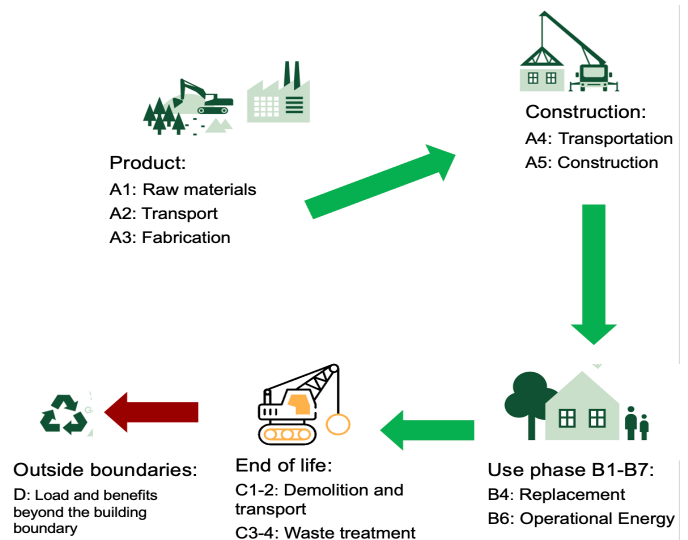 Product:
A1: Raw materials
A2: Transport
A3: Fabrication
Construction:
A4: Transportation
A5: Construction
Use phase B1-B7:
B4: Replacement
B6: Operational Energy
End of life:
C1-2: Demolition and
transport
C3-4: Waste treatment
Outside boundaries:
D: Load and benefits
beyond the building
boundary